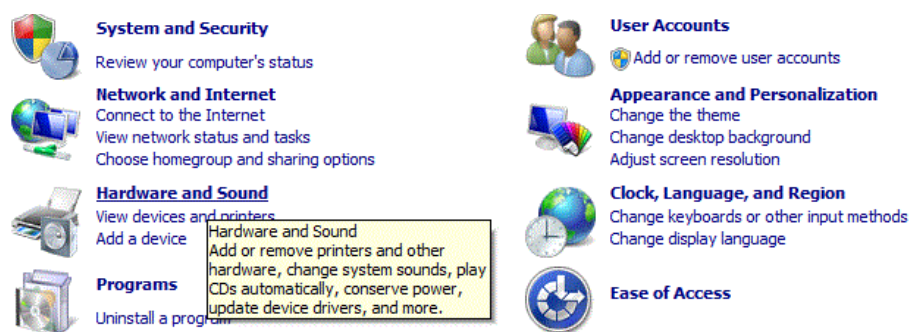 System and Security
Review your computer's status
Network and Internet
Connect to the Internet
View network status and tasks
Choose homegroup and sharing options
Hardware and Sound
View devices and printers
Add a device
Hardware and Sound
Add or remove printers and other
hardware, change system sounds, play
CDs automatically, conserve power,
update device drivers, and more.
Programs
Uninstall a program
User Accounts
Add or remove user accounts
Appearance and Personalization
Change the theme
Change desktop background
Adjust screen resolution
Clock, Language, and Region
Change keyboards or other input methods
Change display language
Ease of Access